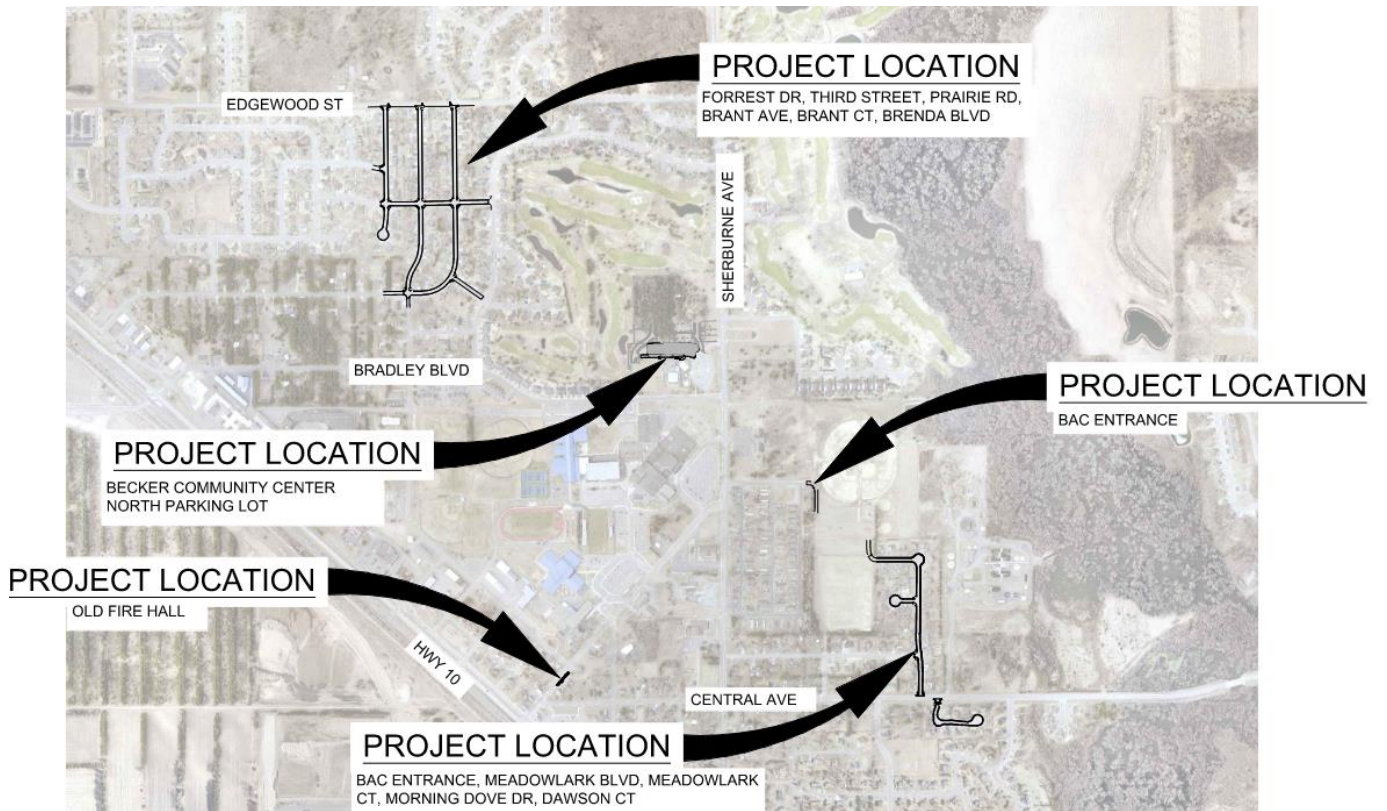 PROJECT LOCATION
FORREST DR, THIRD STREET, PRAIRIE RD,
BRANT AVE, BRANT CT, BRENDA BLVD
EDGEWOOD ST
SHERBURNE AVE
BRADLEY BLVD
PROJECT LOCATION
BAC ENTRANCE
PROJECT LOCATION
BECKER COMMUNITY CENTER
NORTH PARKING LOT
PROJECT LOCATION
OLD FIRE HALL
HWY 10
CENTRAL AVE
PROJECT LOCATION
BAC ENTRANCE, MEADOWLARK BLVD, MEADOWLARK
CT, MORNING DOVE DR, DAWSON CT